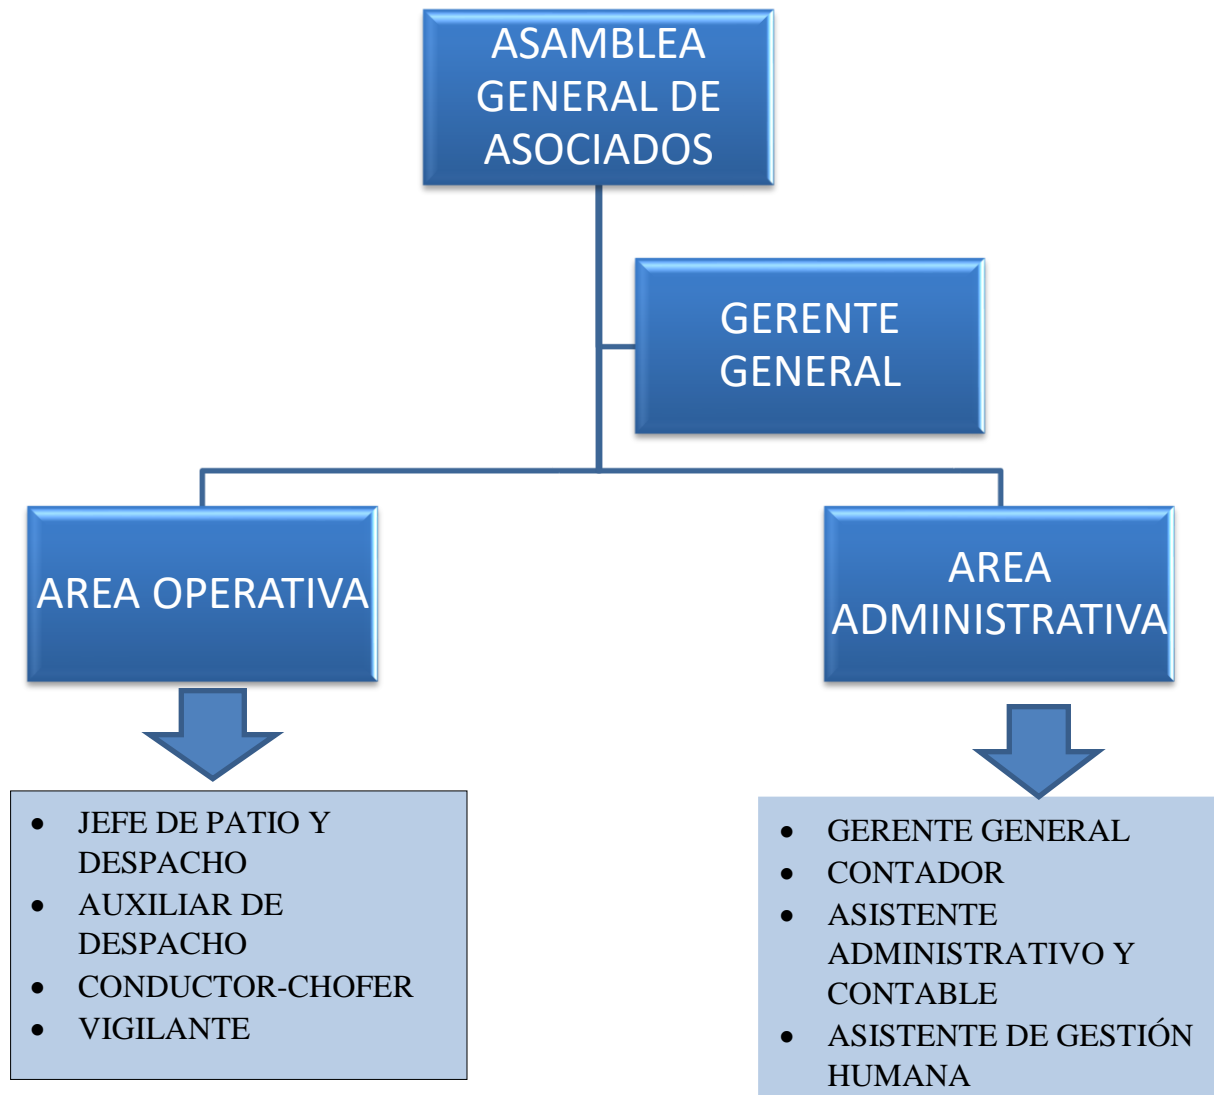 ASAMBLEA
GENERAL DE
ASOCIADOS
GERENTE
GENERAL
AREA OPERATIVA
AREA
ADMINISTRATIVA
• JEFE DE PATIO Y
DESPACHO
• AUXILIAR DE
DESPACHO
• CONDUCTOR-CHOFER
• VIGILANTE
• GERENTE GENERAL
• CONTADOR
• ASISTENTE
ADMINISTRATIVO Y
CONTABLE
• ASISTENTE DE GESTIÓN
HUMANA